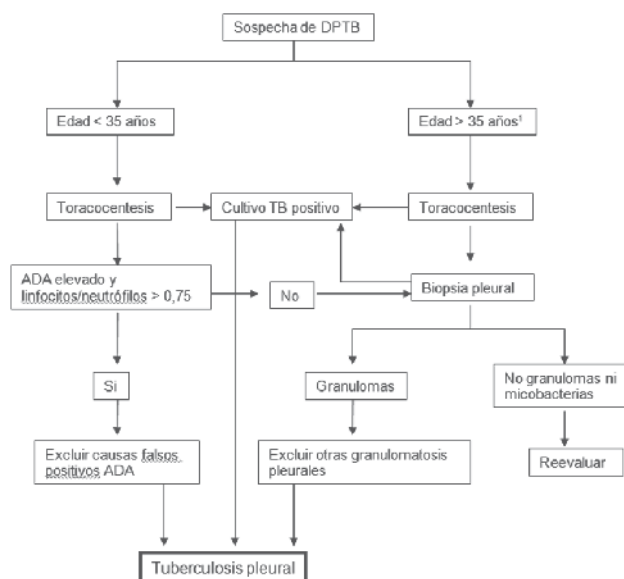 Sospecha de DPTB
Edad < 35 años
Edad > 35 años¹
Toracocentesis
Cultivo TB positivo
Toracocentesis
ADA elevado y
linfocitos/neutrófilos > 0,75
No
Biopsia pleural
Si
Granulomas
No granulomas ni
micobacterias
Excluir causas falsos
positivos ADA
Excluir otras granulomatosis
pleurales
Reevaluar
Tuberculosis pleural